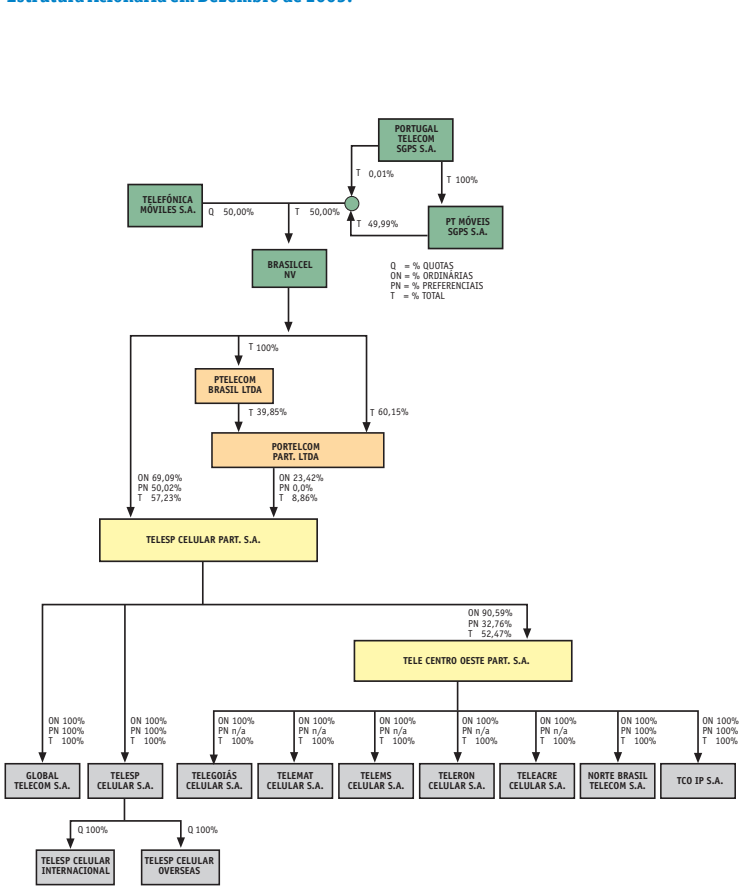 Estrutura Acionária em Dezembro de 2003:
PORTUGAL
TELECOM
SGPS S.A.
T 0,01%
T 100%
TELEFÓNICA
MÓVILES S.A.
Q 50,00%
T 50,00%
T 49,99%
PT MÓVEIS
SGPS S.A.
BRASILCEL
NV
Q = % QUOTAS
ON = % ORDINÁRIAS
PN = % PREFERENCIAIS
T = % TOTAL
T 100%
PTELECOM
BRASIL LTDA
T 39,85%
T 60,15%
PORTELCOM
PART. LTDA
ON 69,09%
PN 50,02%
T 57,23%
ON 23,42%
PN 0,0%
T 8,86%
TELESP CELULAR PART. S.A.
ON 90,59%
PN 32,76%
T 52,47%
TELE CENTRO OESTE PART. S.A.
ON 100%
PN 100%
T 100%
ON 100%
PN 100%
T 100%
ON 100%
PN n/a
T 100%
ON 100%
PN n/a
T 100%
ON 100%
PN n/a
T 100%
ON 100%
PN n/a
T 100%
ON 100%
PN n/a
T 100%
ON 100%
PN 100%
T 100%
ON 100%
PN 100%
T 100%
GLOBAL
TELECOM S.A.
TELESP
CELULAR S.A.
TELEGOIÁS
CELULAR S.A.
TELEMAT
CELULAR S.A.
TELEMS
CELULAR S.A.
TELERON
CELULAR S.A.
TELEACRE
CELULAR S.A.
NORTE BRASIL
TELECOM S.A.
TCO IP S.A.
Q 100%
Q 100%
TELESP CELULAR
INTERNACIONAL
TELESP CELULAR
OVERSEAS